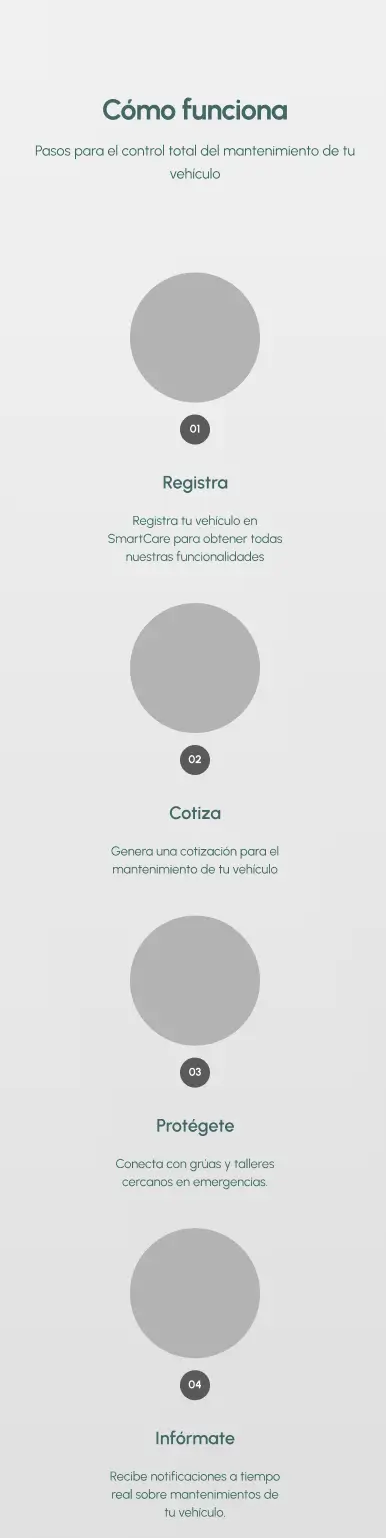 Cómo funciona
Pasos para el control total del mantenimiento de tu
vehículo
01
Registra
Registra tu vehículo en
SmartCare para obtener todas
nuestras funcionalidades
02
Cotiza
Genera una cotización para el
mantenimiento de tu vehículo
03
Protégete
Conecta con grúas y talleres
cercanos en emergencias.
04
Infórmate
Recibe notificaciones a tiempo
real sobre mantenimientos de
tu vehículo.